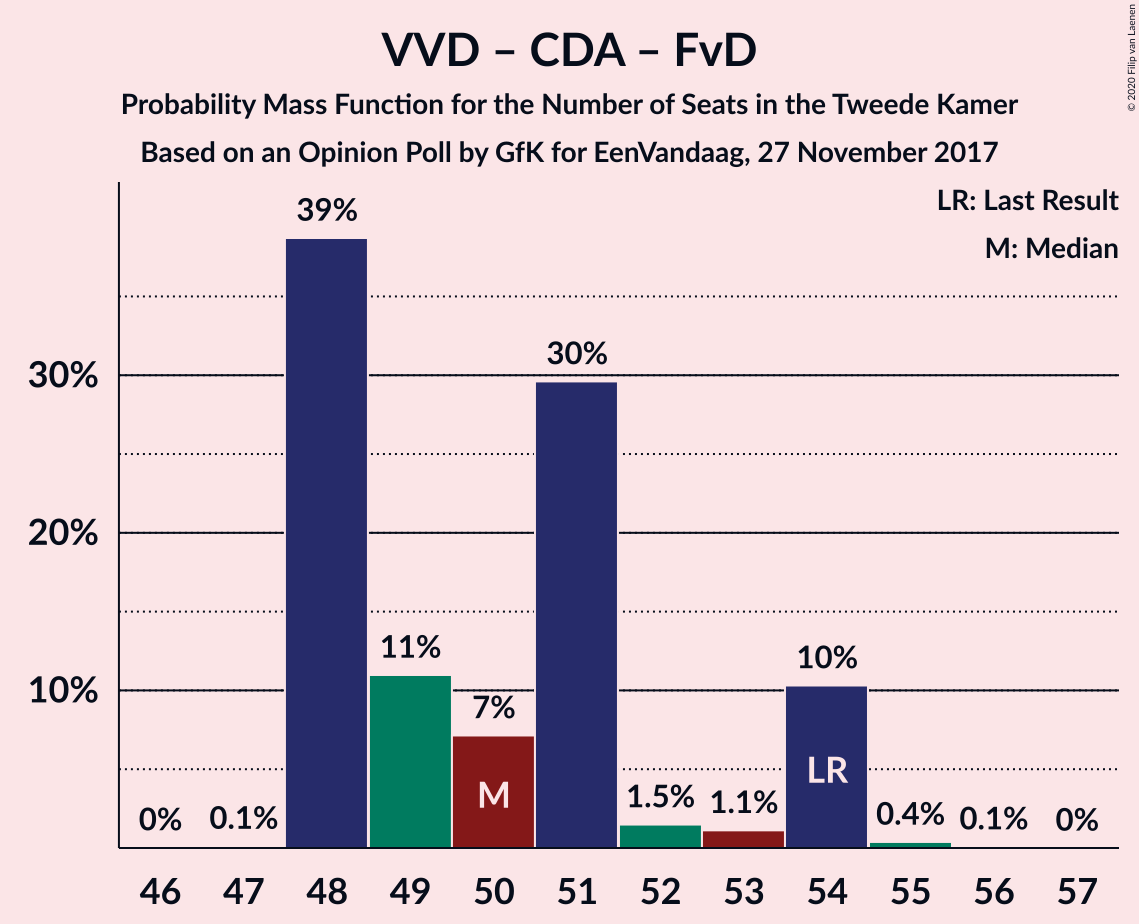 VVD – CDA – FvD
Probability Mass Function for the Number of Seats in the Tweede Kamer
Based on an Opinion Poll by GfK for EenVandaag, 27 November 2017
© 2020 Filip van Laenen
LR: Last Result
M: Median
39%
30%
30%
20%
11%
10%
10%
7%
LR
M
1.5%
1.1%
0.4%
0.1%
0.1%
0%
0%
46 47 48 49 50 51 52 53 54 55 56 57